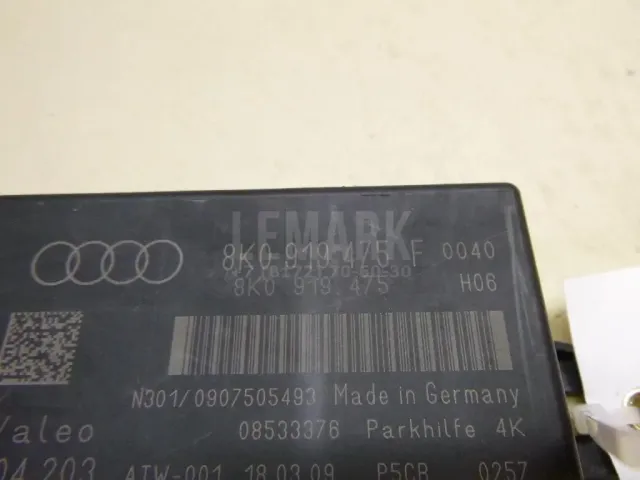 LEMARK
8K0 919 475 F 0040
8K0 919 475 H06
N301/0907505493 Made in Germany
Valeo 08533376 Parkhilfe 4K
04.203 ATW-001 18.03.09 P5CB 0257